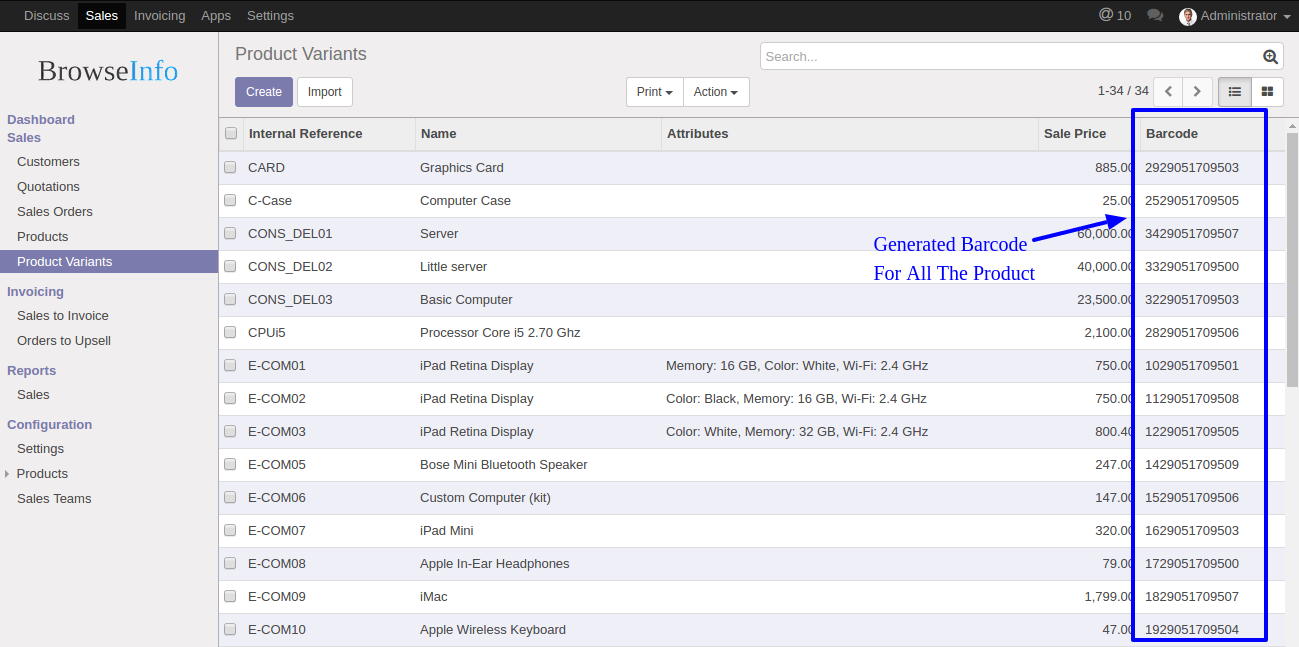 Discuss Sales Invoicing Apps Settings @ 10 Administrator
BrowseInfo
Dashboard
Sales
Customers
Quotations
Sales Orders
Products
Product Variants
Invoicing
Sales to Invoice
Orders to Upsell
Reports
Sales
Configuration
Settings
Products
Sales Teams
Product Variants
Search...
Create Import Print Action 1-34 / 34
Internal Reference Name Attributes Sale Price Barcode
CARD Graphics Card 885.00 2929051709503
C-Case Computer Case 25.00 2529051709505
CONS_DEL01 Server 60,000.00 3429051709507
CONS_DEL02 Little server 40,000.00 3329051709500
CONS_DEL03 Basic Computer 23,500.00 3229051709503
CPUi5 Processor Core i5 2.70 Ghz 2,100.00 2829051709506
E-COM01 iPad Retina Display Memory: 16 GB, Color: White, Wi-Fi: 2.4 GHz 750.00 1029051709501
E-COM02 iPad Retina Display Color: Black, Memory: 16 GB, Wi-Fi: 2.4 GHz 750.00 1129051709508
E-COM03 iPad Retina Display Color: White, Memory: 32 GB, Wi-Fi: 2.4 GHz 800.40 1229051709505
E-COM05 Bose Mini Bluetooth Speaker 247.00 1429051709509
E-COM06 Custom Computer (kit) 147.00 1529051709506
E-COM07 iPad Mini 320.00 1629051709503
E-COM08 Apple In-Ear Headphones 79.00 1729051709500
E-COM09 iMac 1,799.00 1829051709507
E-COM10 Apple Wireless Keyboard 47.00 1929051709504
Generated Barcode
For All The Product